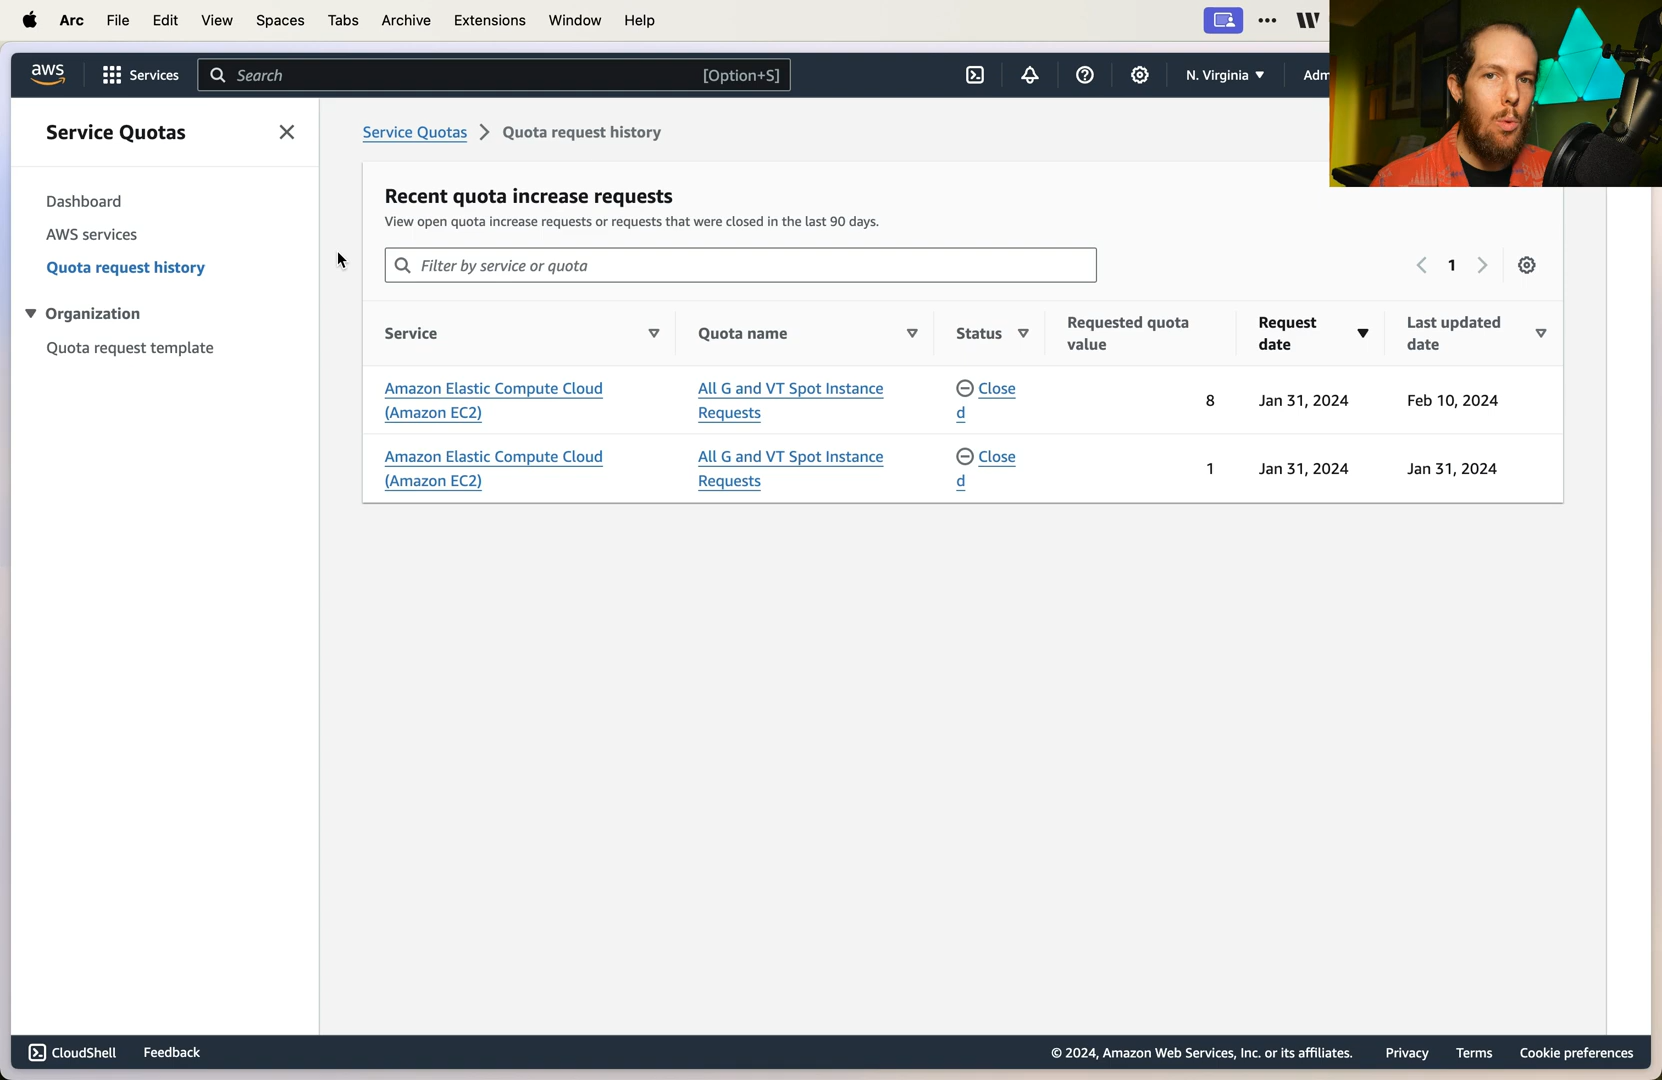 Arc File Edit View Spaces Tabs Archive Extensions Window Help
aws Services Search [Option+S] N. Virginia Adm
Service Quotas
Dashboard
AWS services
Quota request history
Organization
Quota request template
Service Quotas > Quota request history
Recent quota increase requests
View open quota increase requests or requests that were closed in the last 90 days.
Filter by service or quota
1
Service Quota name Status Requested quota value Request date Last updated date
Amazon Elastic Compute Cloud All G and VT Spot Instance Close
(Amazon EC2) Requests d 8 Jan 31, 2024 Feb 10, 2024
Amazon Elastic Compute Cloud All G and VT Spot Instance Close
(Amazon EC2) Requests d 1 Jan 31, 2024 Jan 31, 2024
CloudShell Feedback © 2024, Amazon Web Services, Inc. or its affiliates. Privacy Terms Cookie preferences